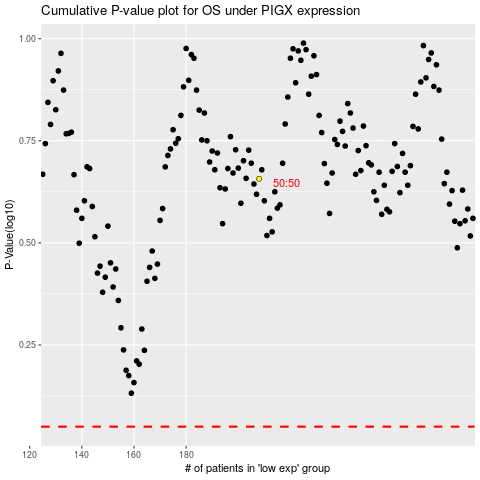 Cumulative P-value plot for OS under PIGX expression
P-Value(log10)
1.00
0.75
0.50
0.25
50:50
120 140 160 180
# of patients in 'low exp' group